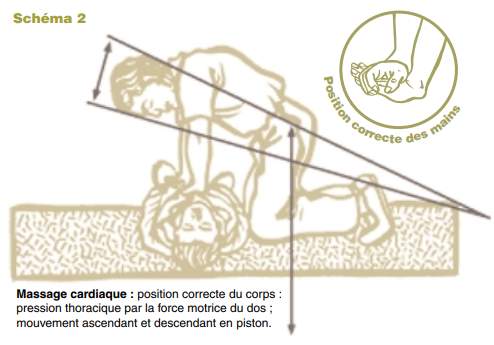 Schéma 2
Position correcte des mains
Massage cardiaque : position correcte du corps :
pression thoracique par la force motrice du dos ;
mouvement ascendant et descendant en piston.